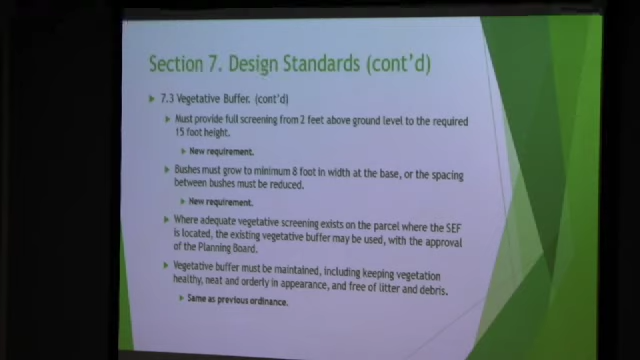 Section 7. Design Standards (cont'd)
7.3 Vegetative Buffer. (cont'd)
Must provide full screening from 2 feet above ground level to the required
15 foot height.
New requirement.
Bushes must grow to minimum 8 foot in width at the base, or the spacing
between bushes must be reduced.
New requirement.
Where adequate vegetative screening exists on the parcel where the SEF
is located, the existing vegetative buffer may be used, with the approval
of the Planning Board.
Vegetative buffer must be maintained, including keeping vegetation
healthy, neat and orderly in appearance, and free of litter and debris.
Same as previous ordinance.